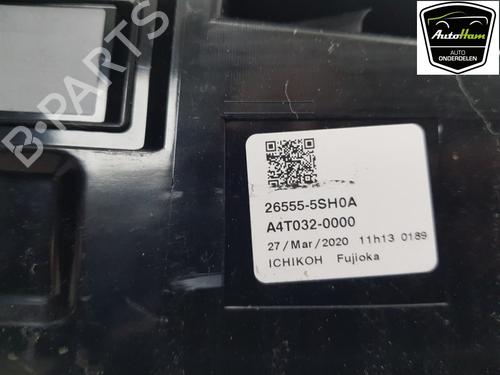 AutoHam
AUTO
ONDERDELEN
B-PARTS
26555-5SH0A
A4T032-0000
27/Mar/2020 11h13 0189
ICHIKOH Fujioka